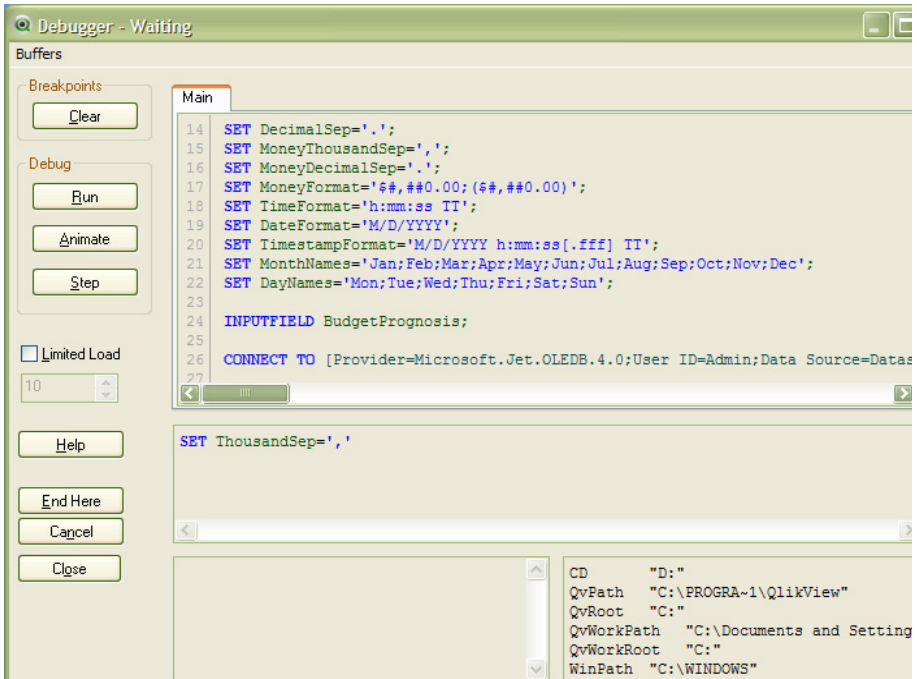 Debugger - Waiting
Buffers
Breakpoints
Clear
Debug
Run
Animate
Step
Limited Load
10
Help
End Here
Cancel
Close
Main
14 SET DecimalSep='.';
15 SET MoneyThousandSep=',';
16 SET MoneyDecimalSep='.';
17 SET MoneyFormat='$#,##0.00;($#,##0.00)';
18 SET TimeFormat='h:mm:ss TT';
19 SET DateFormat='M/D/YYYY';
20 SET TimestampFormat='M/D/YYYY h:mm:ss[.fff] TT';
21 SET MonthNames='Jan;Feb;Mar;Apr;May;Jun;Jul;Aug;Sep;Oct;Nov;Dec';
22 SET DayNames='Mon;Tue;Wed;Thu;Fri;Sat;Sun';
23
24 INPUTFIELD BudgetPrognosis;
25
26 CONNECT TO [Provider=Microsoft.Jet.OLEDB.4.0;User ID=Admin;Data Source=Datas
27
SET ThousandSep=','
CD "D:"
QvPath "C:\PROGRA~1\QlikView"
QvRoot "C:"
QvWorkPath "C:\Documents and Setting
QvWorkRoot "C:"
WinPath "C:\WINDOWS"